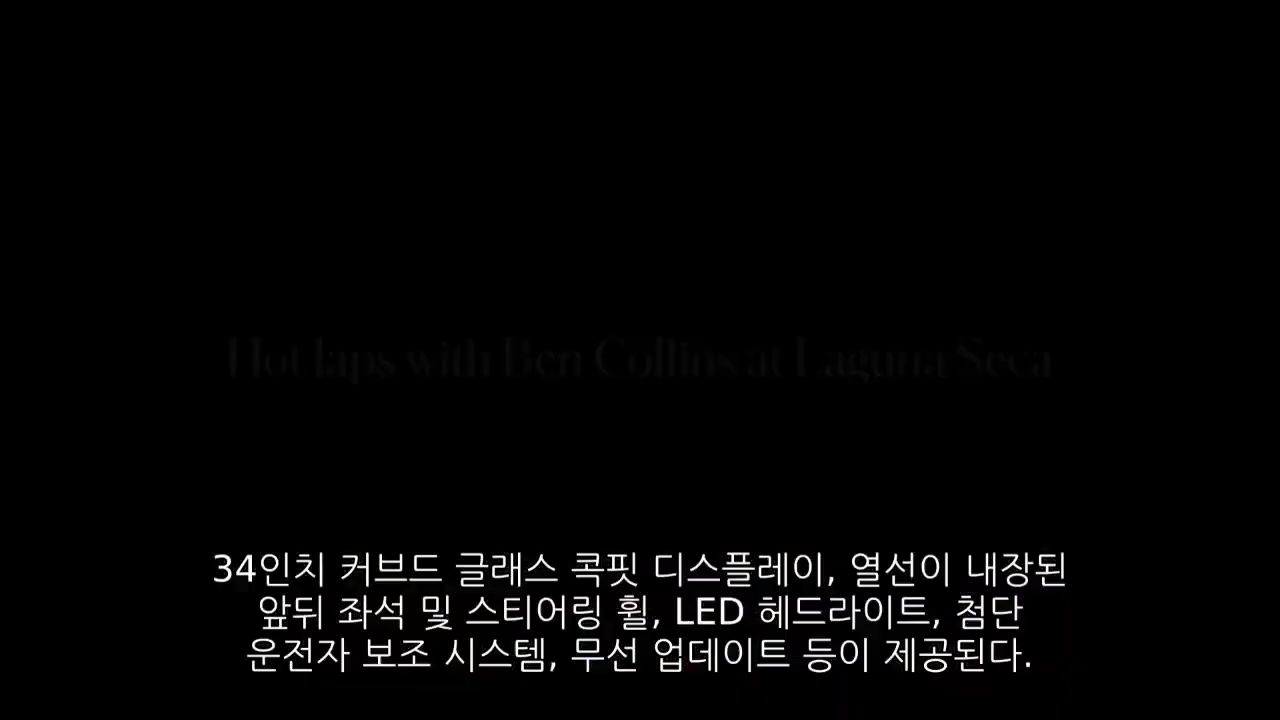 Hot laps with Ben Collins at Laguna Seca
34인치 커브드 글래스 콕핏 디스플레이, 열선이 내장된
앞뒤 좌석 및 스티어링 휠, LED 헤드라이트, 첨단
운전자 보조 시스템, 무선 업데이트 등이 제공된다.